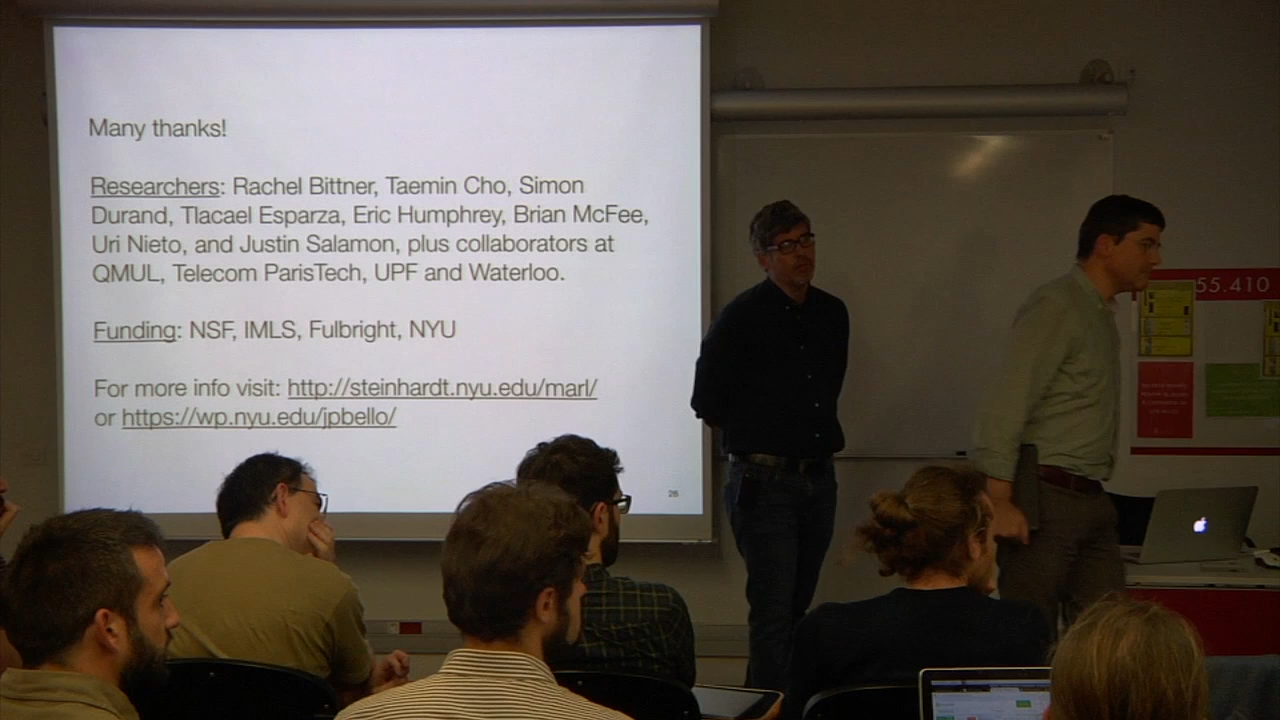 Many thanks!
Researchers: Rachel Bittner, Taemin Cho, Simon
Durand, Tlacael Esparza, Eric Humphrey, Brian McFee,
Uri Nieto, and Justin Salamon, plus collaborators at
QMUL, Telecom ParisTech, UPF and Waterloo.
Funding: NSF, IMLS, Fulbright, NYU
For more info visit: http://steinhardt.nyu.edu/marl/
or https://wp.nyu.edu/jpbello/
28
55.410